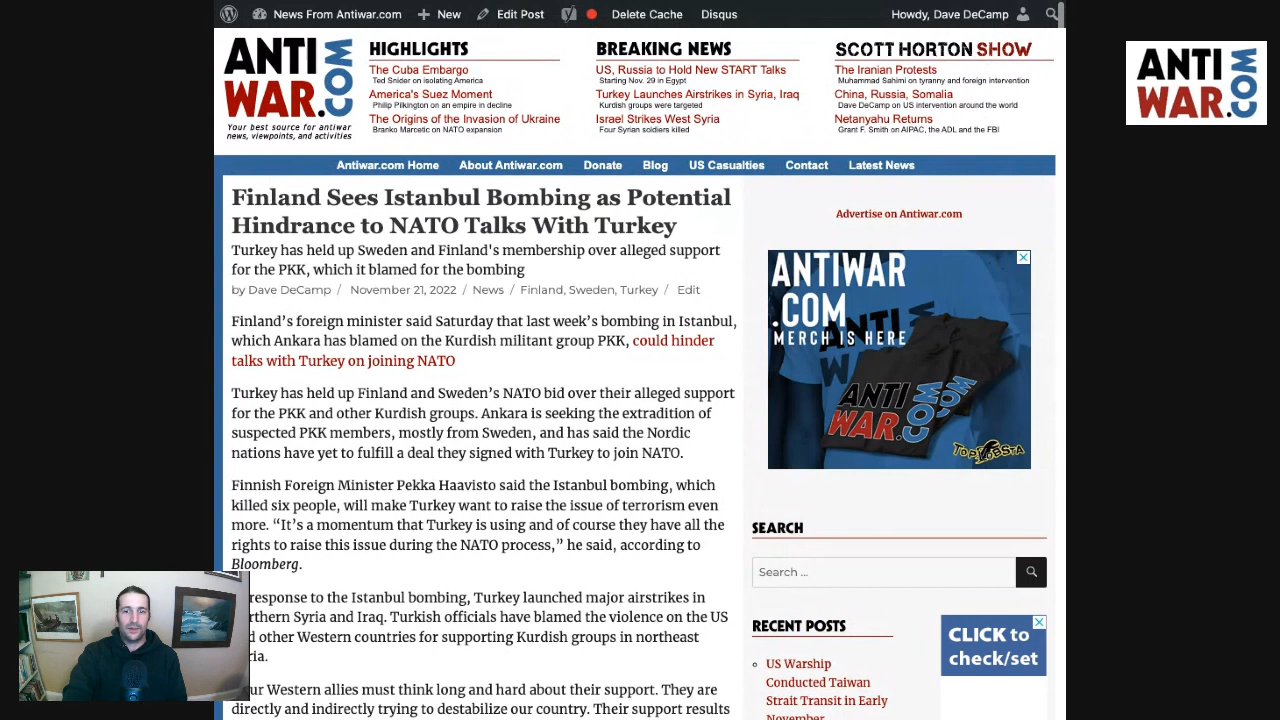 News From Antiwar.com
New
Edit Post
Delete Cache
Disqus
Howdy, Dave DeCamp
ANTI
WAR.COM
Your best source for antiwar
news, viewpoints, and activities
HIGHLIGHTS
The Cuba Embargo
Ted Snider on isolating America
America's Suez Moment
Philip Pilkington on an empire in decline
The Origins of the Invasion of Ukraine
Branko Marcetic on NATO expansion
BREAKING NEWS
US, Russia to Hold New START Talks
Starting Nov. 29 in Egypt
Turkey Launches Airstrikes in Syria, Iraq
Kurdish groups were targeted
Israel Strikes West Syria
Four Syrian soldiers killed
SCOTT HORTON SHOW
The Iranian Protests
Muhammad Sahimi on tyranny and foreign intervention
China, Russia, Somalia
Dave DeCamp on US intervention around the world
Netanyahu Returns
Grant F. Smith on AIPAC, the ADL and the FBI
ANTI
WAR.COM
Antiwar.com Home
About Antiwar.com
Donate
Blog
US Casualties
Contact
Latest News
Finland Sees Istanbul Bombing as Potential
Hindrance to NATO Talks With Turkey
Turkey has held up Sweden and Finland's membership over alleged support
for the PKK, which it blamed for the bombing
by Dave DeCamp / November 21, 2022 / News / Finland, Sweden, Turkey / Edit
Finland's foreign minister said Saturday that last week's bombing in Istanbul,
which Ankara has blamed on the Kurdish militant group PKK, could hinder
talks with Turkey on joining NATO
Turkey has held up Finland and Sweden's NATO bid over their alleged support
for the PKK and other Kurdish groups. Ankara is seeking the extradition of
suspected PKK members, mostly from Sweden, and has said the Nordic
nations have yet to fulfill a deal they signed with Turkey to join NATO.
Finnish Foreign Minister Pekka Haavisto said the Istanbul bombing, which
killed six people, will make Turkey want to raise the issue of terrorism even
more. “It's a momentum that Turkey is using and of course they have all the
rights to raise this issue during the NATO process,” he said, according to
Bloomberg.
response to the Istanbul bombing, Turkey launched major airstrikes in
rthern Syria and Iraq. Turkish officials have blamed the violence on the US
d other Western countries for supporting Kurdish groups in northeast
ria.
ur Western allies must think long and hard about their support. They are
directly and indirectly trying to destabilize our country. Their support results
Advertise on Antiwar.com
ANTIWAR
.COM
MERCH IS HERE
ANTI
WAR.COM
TOP LOBSTA
SEARCH
Search ...
RECENT POSTS
US Warship
Conducted Taiwan
Strait Transit in Early
November
CLICK to
check/set